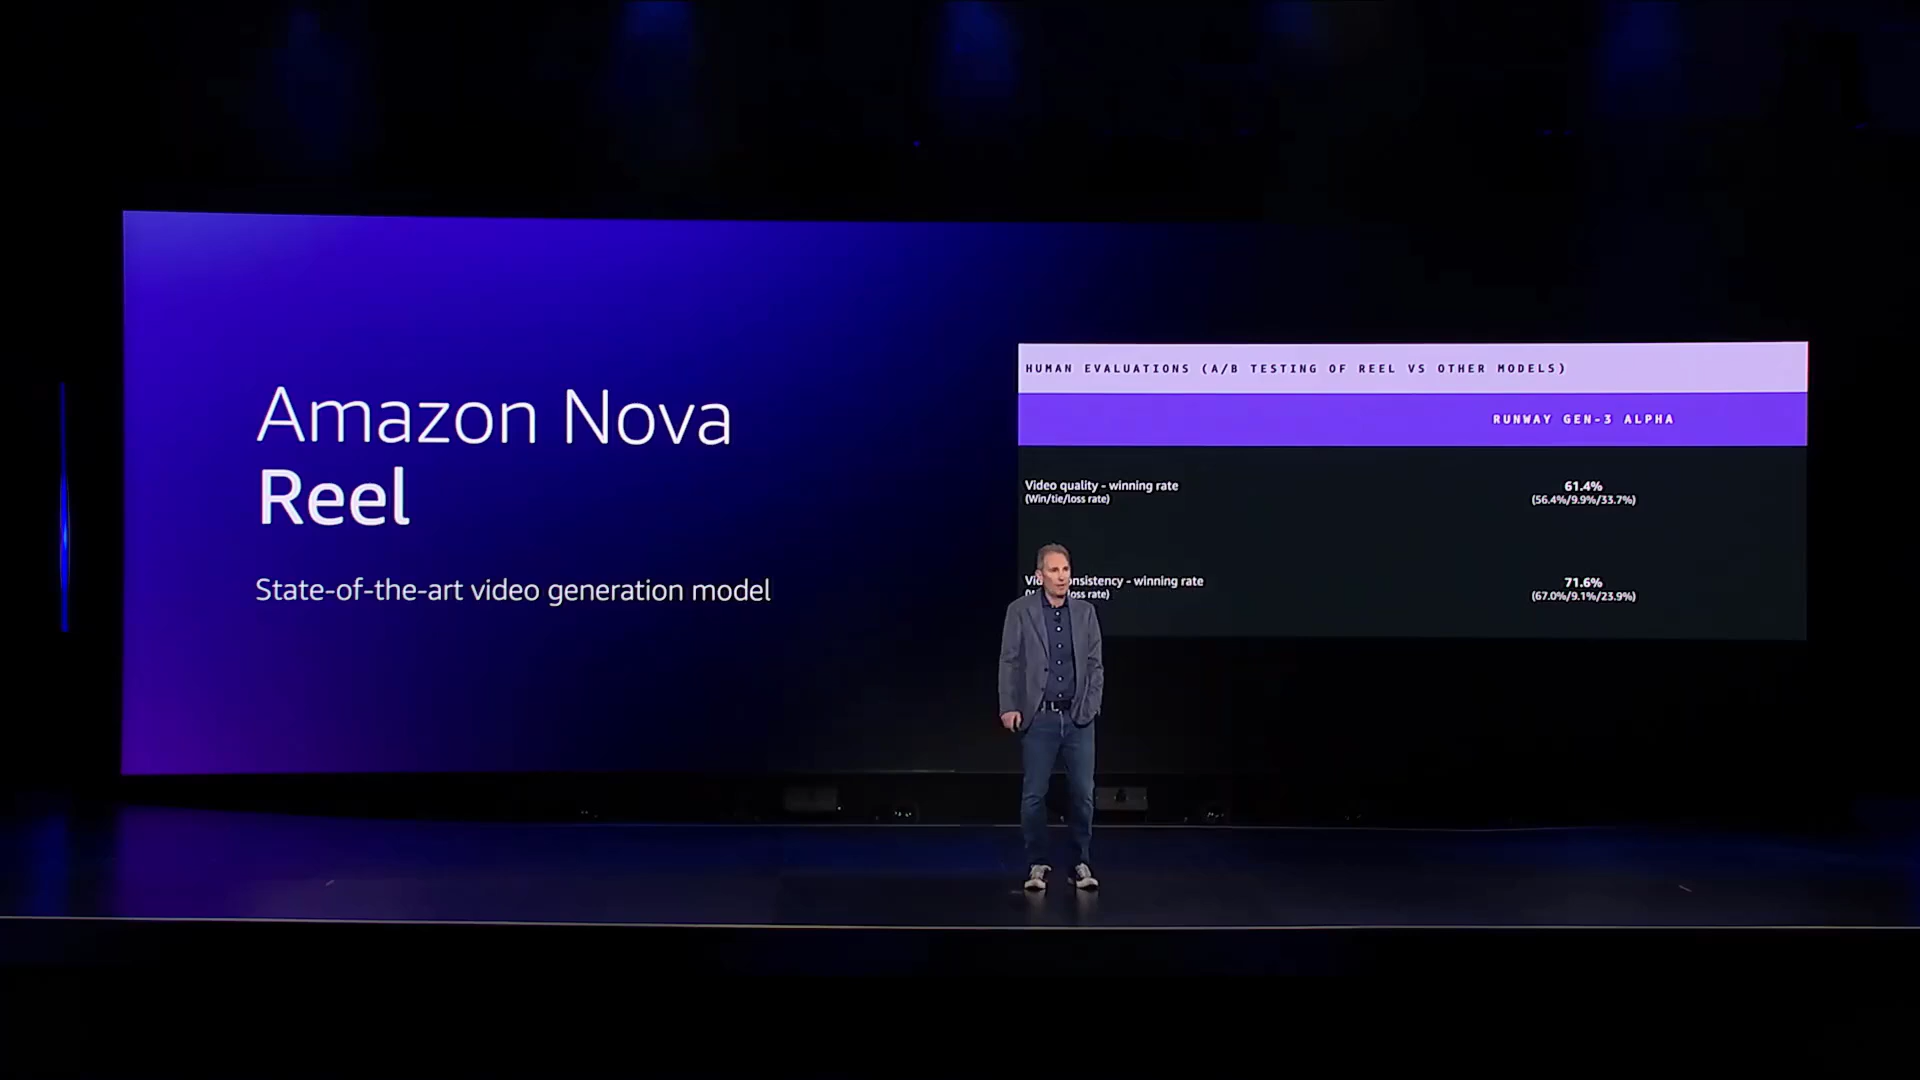 Amazon Nova
Reel
State-of-the-art video generation model
HUMAN EVALUATIONS (A/B TESTING OF REEL VS OTHER MODELS)
RUNWAY GEN-3 ALPHA
Video quality - winning rate
(Win/tie/loss rate)
61.4%
(56.4%/9.9%/33.7%)
- winning rate
rate)
71.6%
(67.0%/9.1%/23.9%)